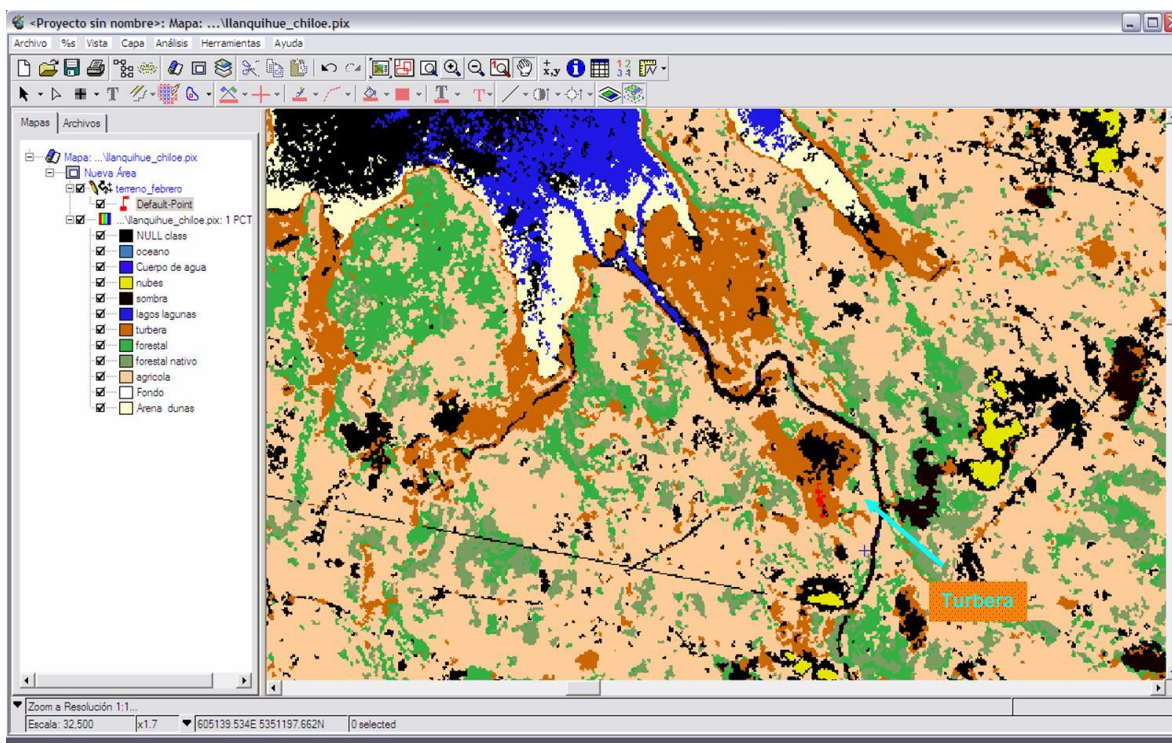 <Proyecto sin nombre>: Mapa: ...\llanquihue_chiloe.pix
Archivo %s Vista Capa Análisis Herramientas Ayuda
Mapas Archivos
Mapa: ...\llanquihue_chiloe.pix
Nueva Área
terreno_febrero
Default-Point
...\llanquihue_chiloe.pix: 1 PCT
NULL class
oceano
Cuerpo de agua
nubes
sombra
lagos lagunas
turbera
forestal
forestal nativo
agricola
Fondo
Arena dunas
Turbera
Zoom a Resolución 1:1...
Escala: 32,500 x1.7 605139.534E 5351197.662N 0 selected